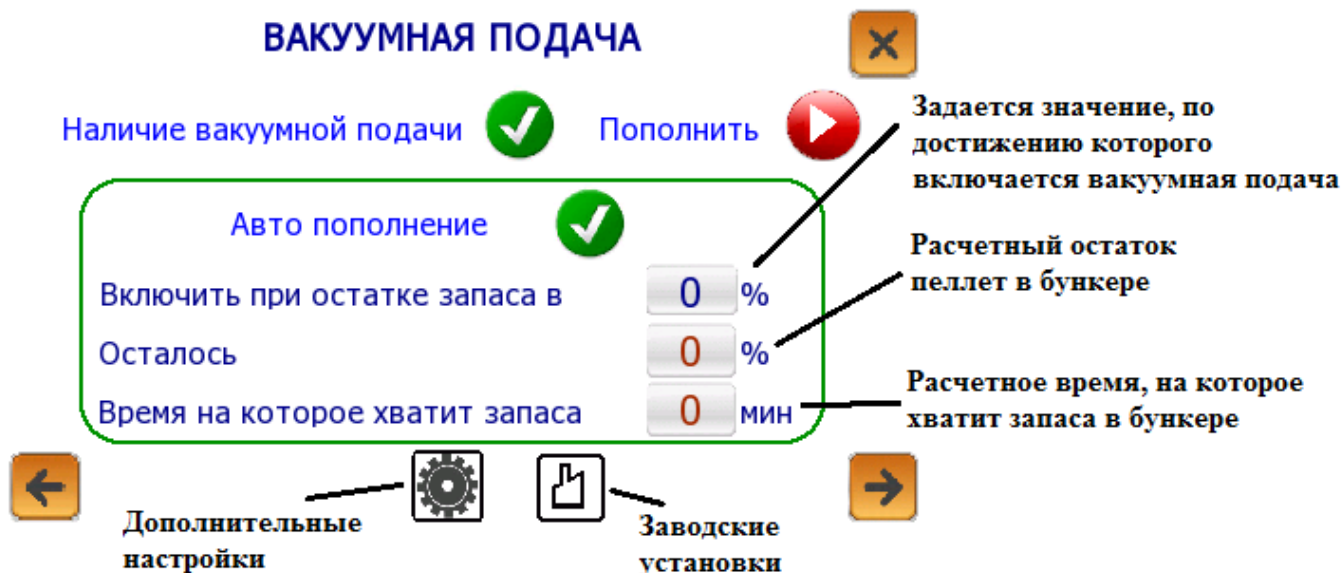 ВАКУУМНАЯ ПОДАЧА
Наличие вакуумной подачи
Пополнить
Задается значение, по
достижению которого
включается вакуумная подача
Авто пополнение
Включить при остатке запаса в 0 %
Расчетный остаток
пеллет в бункере
Осталось 0 %
Время на которое хватит запаса 0 мин
Расчетное время, на которое
хватит запаса в бункере
Дополнительные
настройки
Заводские
установки